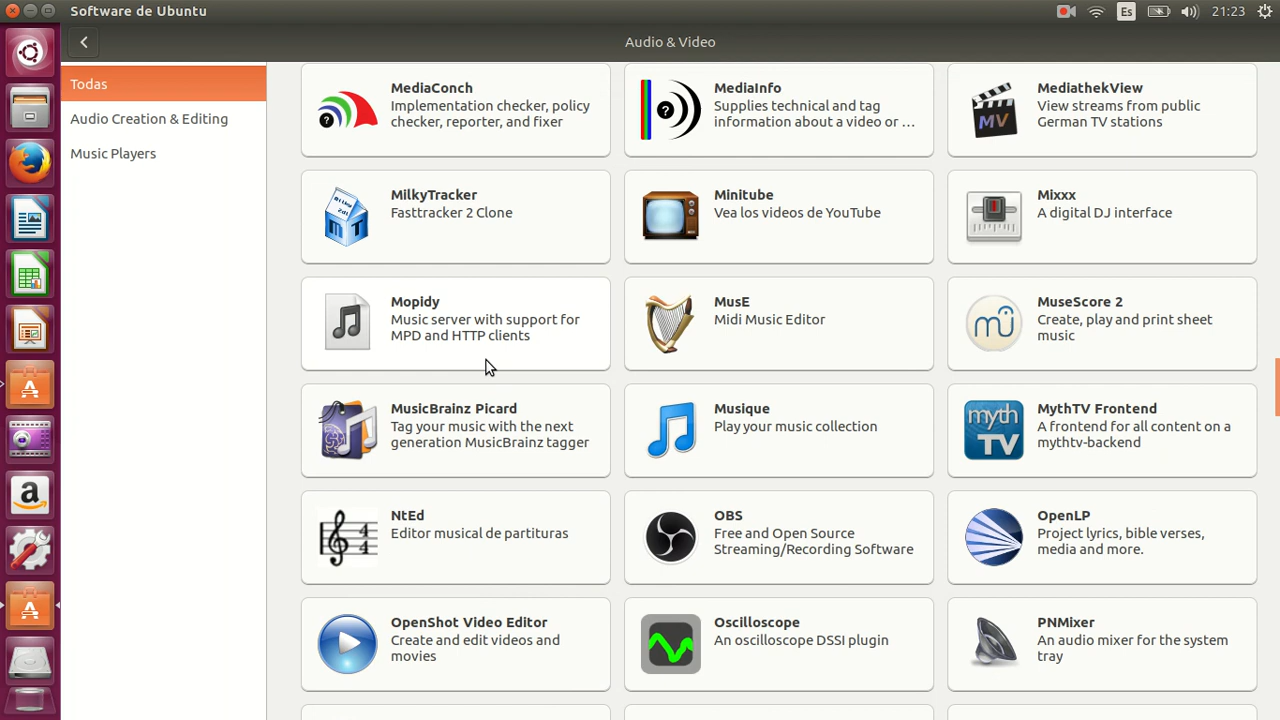 Software de Ubuntu
Es
21:23
Audio & Video
Todas
Audio Creation & Editing
Music Players
MediaConch
Implementation checker, policy
checker, reporter, and fixer
MediaInfo
Supplies technical and tag
information about a video or …
MediathekView
View streams from public
German TV stations
MV
MilkyTracker
Fasttracker 2 Clone
Minitube
Vea los videos de YouTube
Mixxx
A digital DJ interface
Mopidy
Music server with support for
MPD and HTTP clients
MusE
Midi Music Editor
MuseScore 2
Create, play and print sheet
music
MusicBrainz Picard
Tag your music with the next
generation MusicBrainz tagger
Musique
Play your music collection
myth
TV
MythTV Frontend
A frontend for all content on a
mythtv-backend
NtEd
Editor musical de partituras
OBS
Free and Open Source
Streaming/Recording Software
OpenLP
Project lyrics, bible verses,
media and more.
OpenShot Video Editor
Create and edit videos and
movies
Oscilloscope
An oscilloscope DSSI plugin
PNMixer
An audio mixer for the system
tray